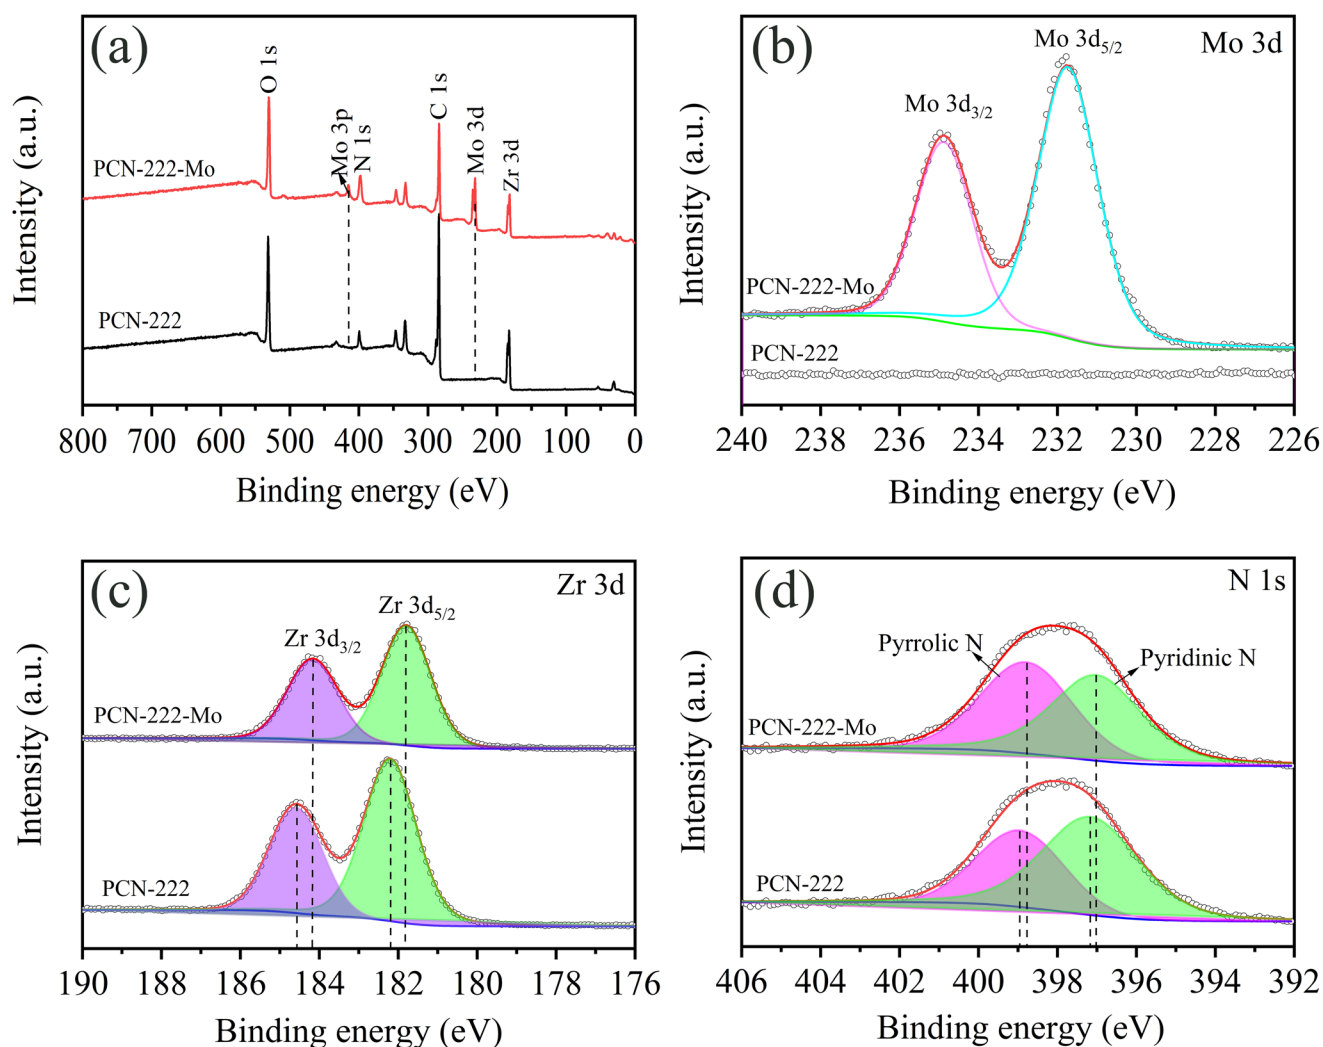 (a)
O 1s
Mo 3p
N 1s
C 1s
Mo 3d
Zr 3d
PCN-222-Mo
PCN-222
Intensity (a.u.)
800 700 600 500 400 300 200 100 0
Binding energy (eV)
(b)
Mo 3d
Mo 3d5/2
Mo 3d3/2
PCN-222-Mo
PCN-222
Intensity (a.u.)
240 238 236 234 232 230 228 226
Binding energy (eV)
(c)
Zr 3d
Zr 3d5/2
Zr 3d3/2
PCN-222-Mo
PCN-222
Intensity (a.u.)
190 188 186 184 182 180 178 176
Binding energy (eV)
(d)
N 1s
Pyrrolic N
Pyridinic N
PCN-222-Mo
PCN-222
Intensity (a.u.)
406 404 402 400 398 396 394 392
Binding energy (eV)